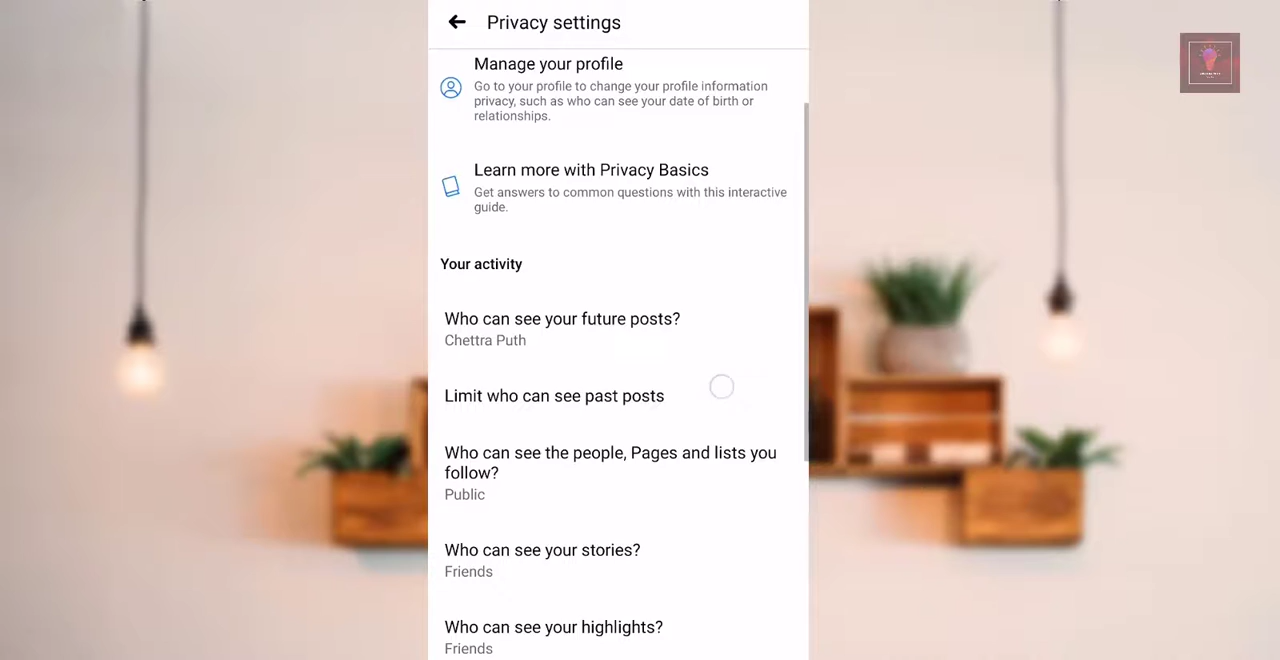 Privacy settings
Manage your profile
Go to your profile to change your profile information
privacy, such as who can see your date of birth or
relationships.
Learn more with Privacy Basics
Get answers to common questions with this interactive
guide.
Your activity
Who can see your future posts?
Chettra Puth
Limit who can see past posts
Who can see the people, Pages and lists you
follow?
Public
Who can see your stories?
Friends
Who can see your highlights?
Friends